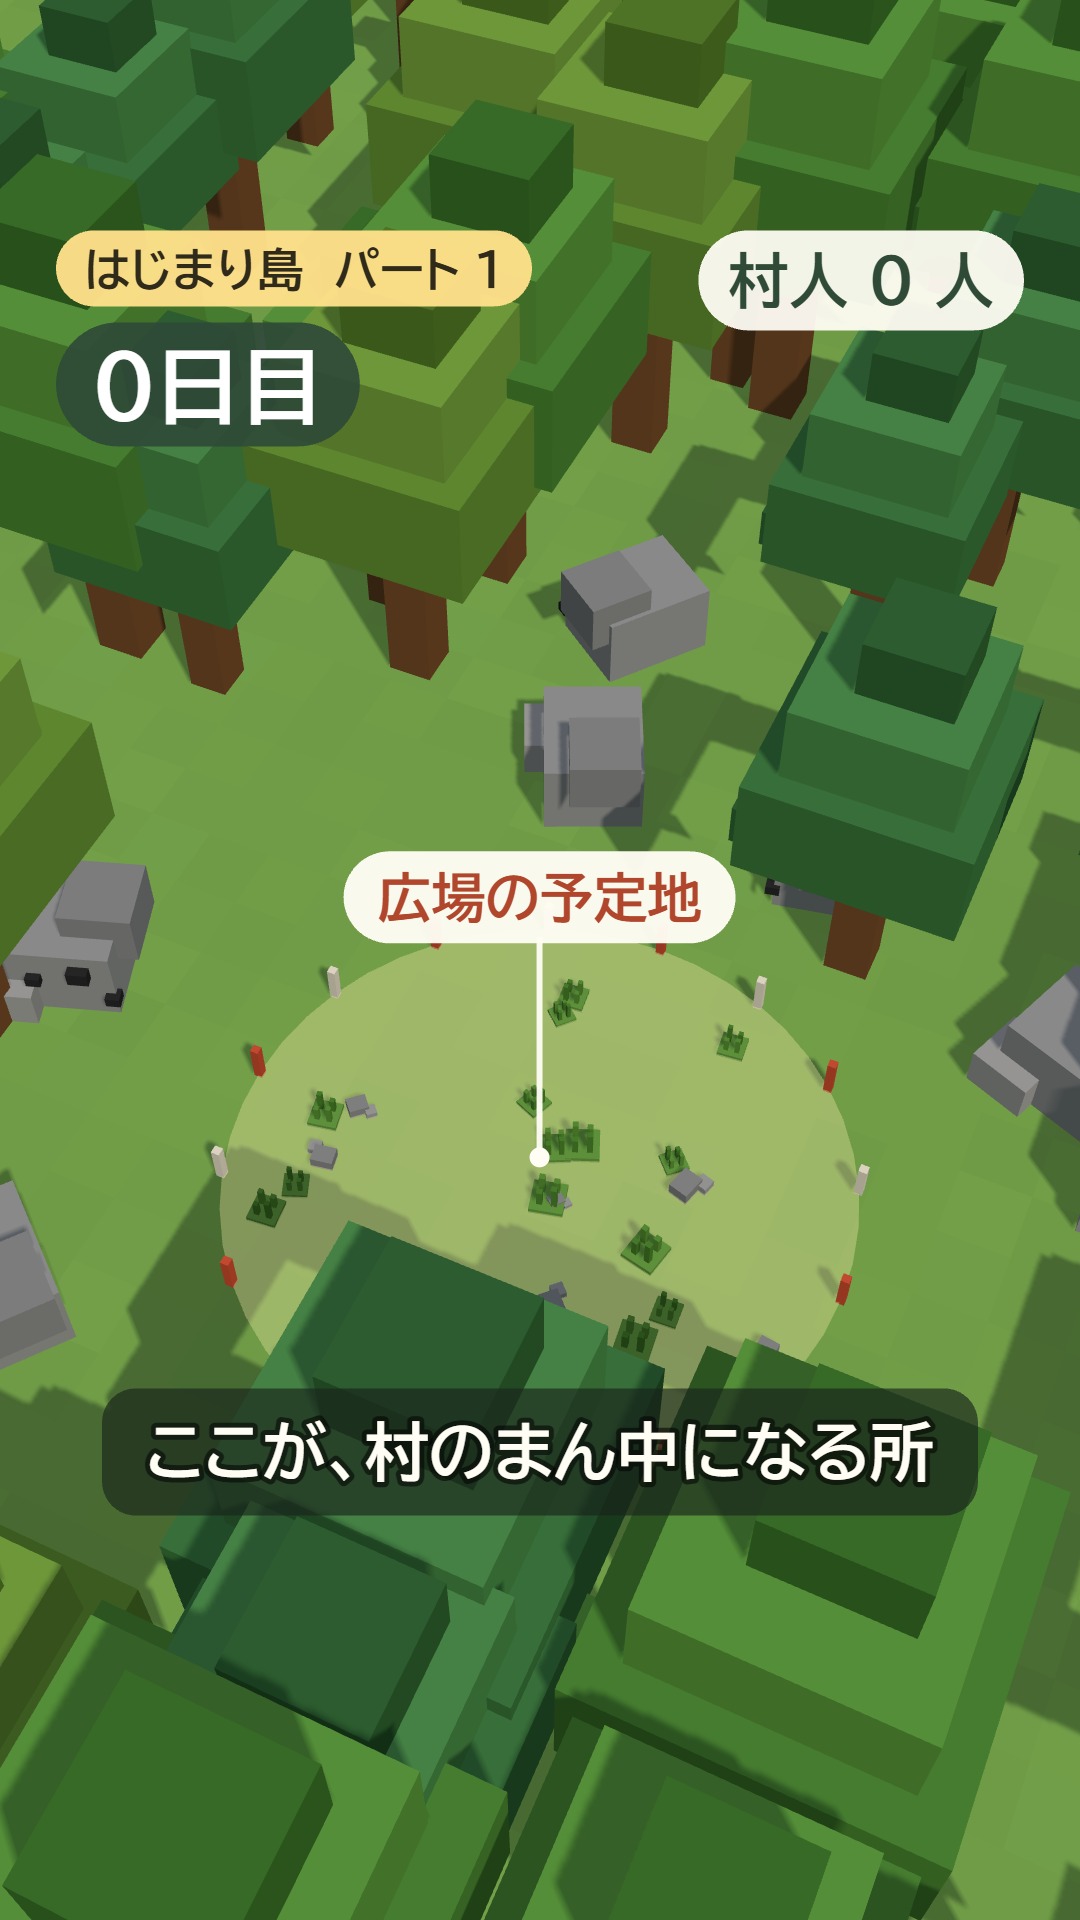 はじまり島 パート1
村人 0 人
0日目
広場の予定地
ここが、村のまん中になる所